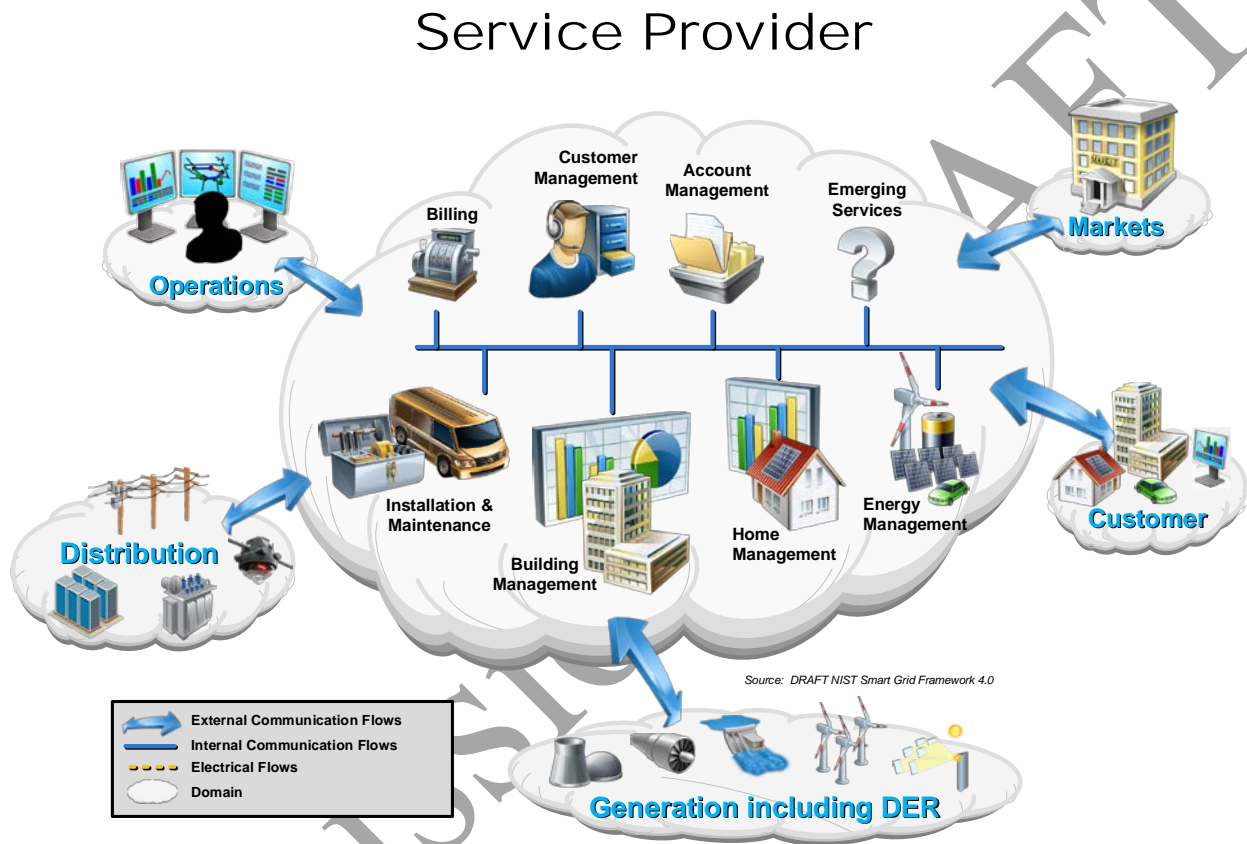 Service Provider
Billing
Customer
Management
Account
Management
Emerging
Services
MARKET
Markets
Operations
Installation &
Maintenance
Building
Management
Home
Management
Energy
Management
Distribution
Customer
Source: DRAFT NIST Smart Grid Framework 4.0
External Communication Flows
Internal Communication Flows
Electrical Flows
Domain
Generation including DER